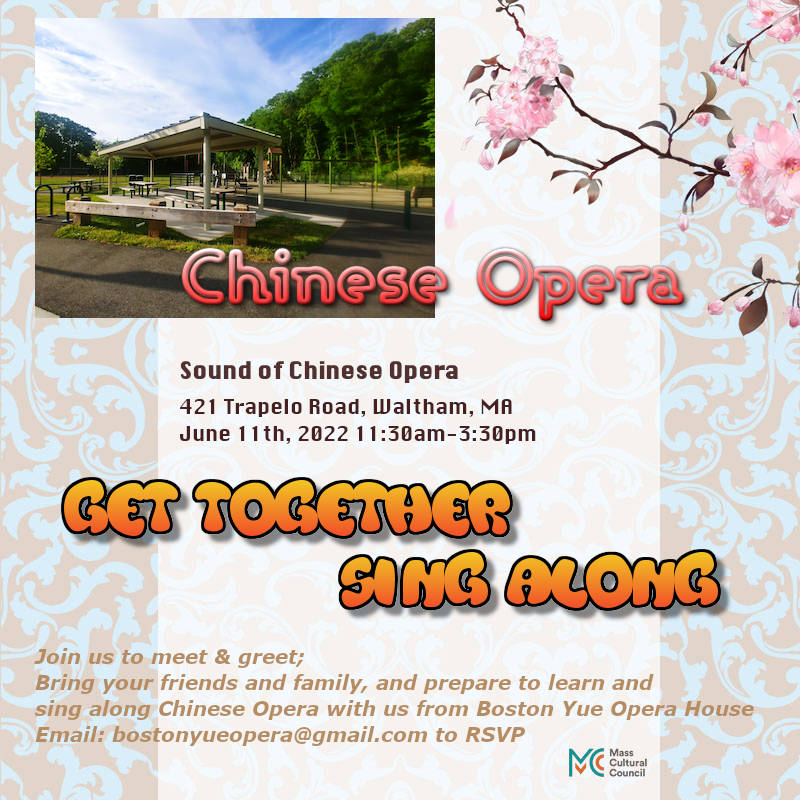 Chinese Opera
Sound of Chinese Opera
421 Trapelo Road, Waltham, MA
June 11th, 2022 11:30am-3:30pm
GET TOGETHER
SING ALONG
Join us to meet & greet;
Bring your friends and family, and prepare to learn and
sing along Chinese Opera with us from Boston Yue Opera House
Email: bostonyueopera@gmail.com to RSVP
Mass
Cultural
Council